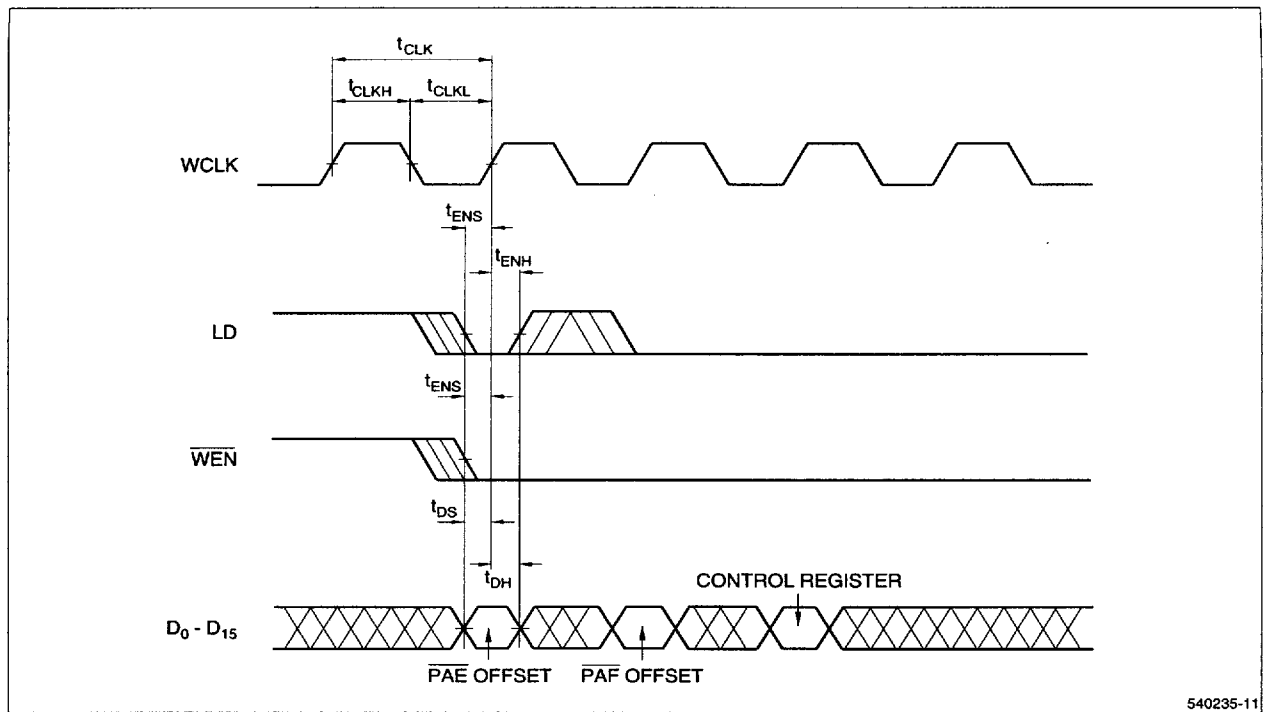 tCLK
tCLKH
tCLKL
WCLK
tENS
tENH
LD
tENS
WEN
tDS
tDH
CONTROL REGISTER
D0 - D15
PAE OFFSET
PAF OFFSET
540235-11